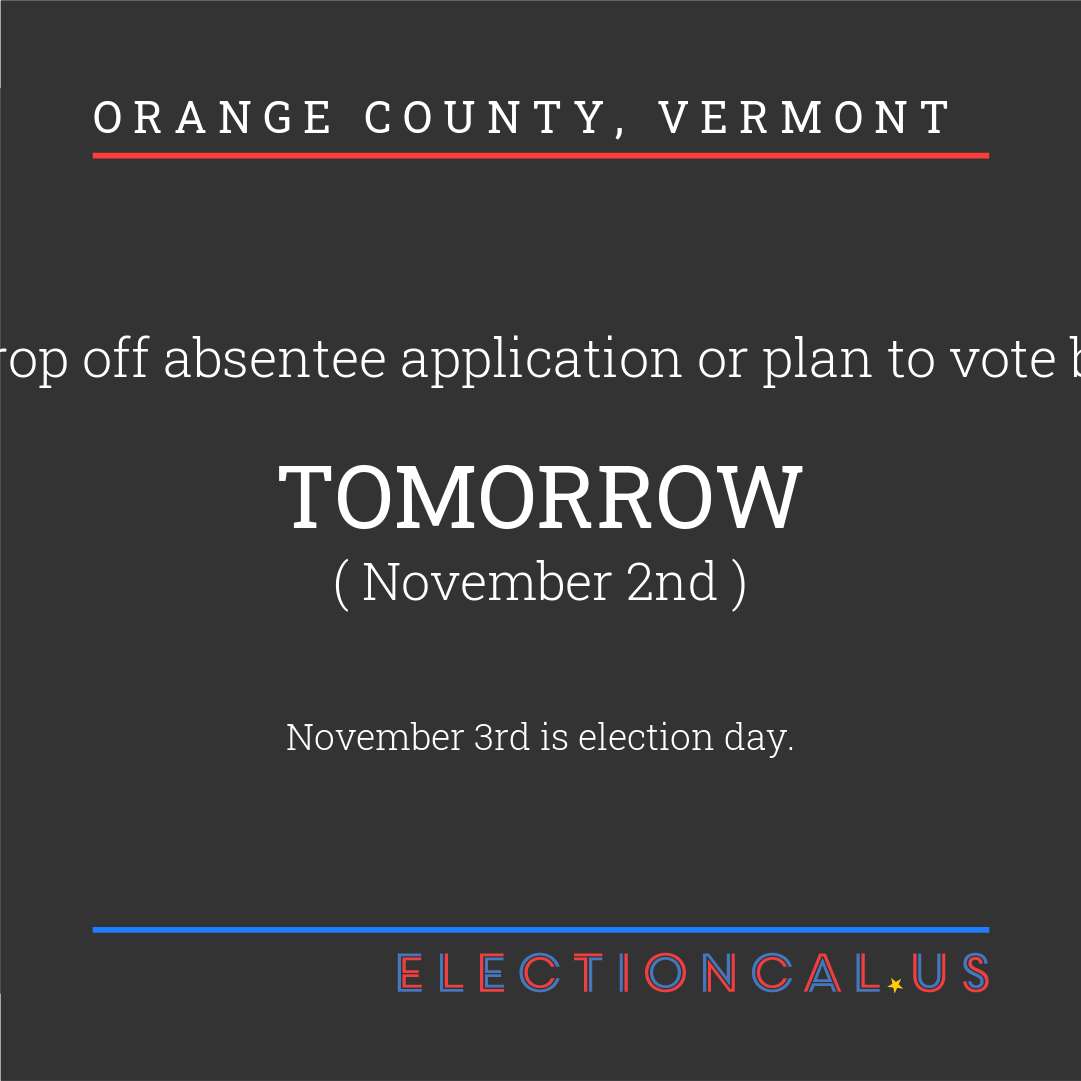 ORANGE COUNTY, VERMONT
rop off absentee application or plan to vote b
TOMORROW
( November 2nd )
November 3rd is election day.
ELECTIONCAL.US